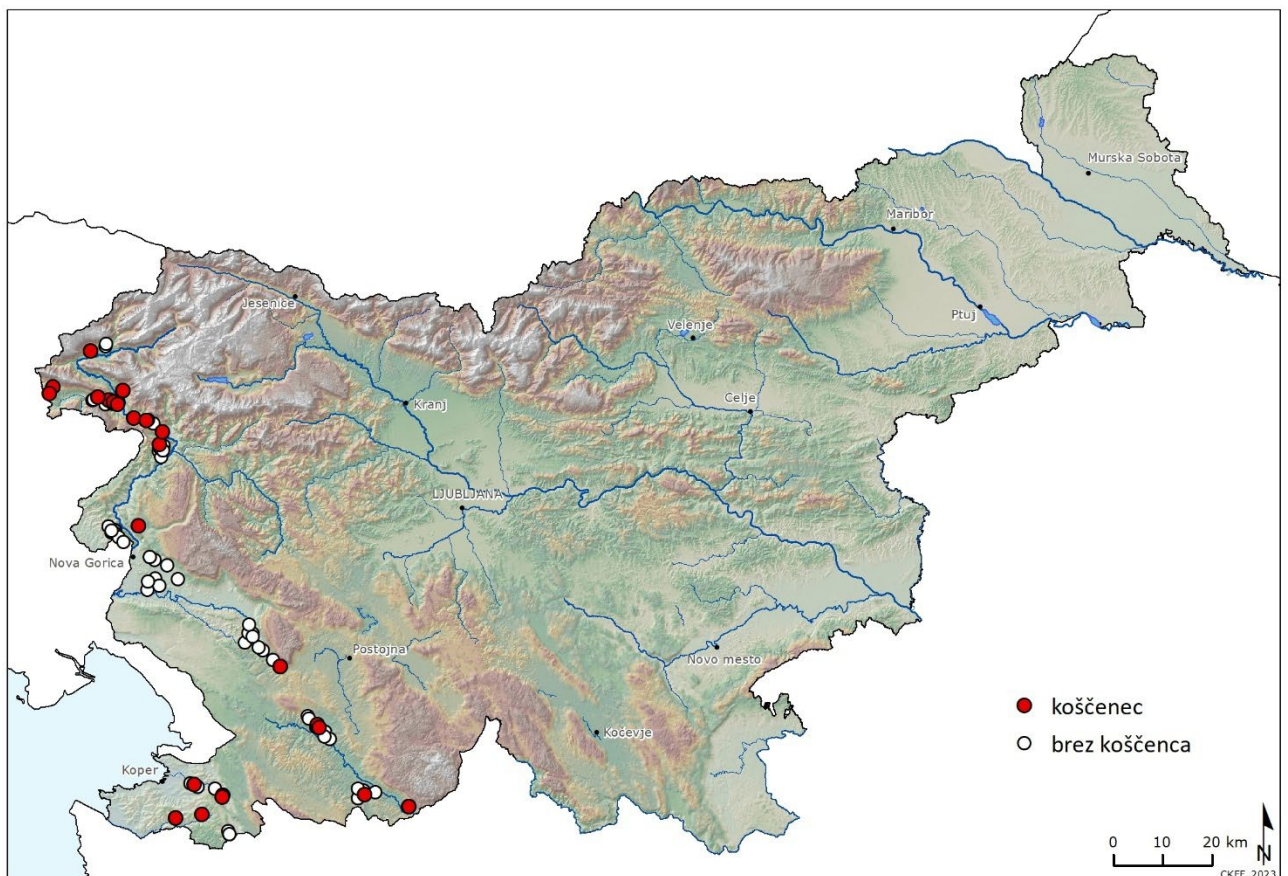 Murska Sobota
Maribor
Jesenice
Ptuj
Velenje
Kranj
Celje
LJUBLJANA
Nova Gorica
Postojna
Novo mesto
koščenec
Kočevje
brez koščenca
Koper
0 10 20 km
N
CKFF, 2023